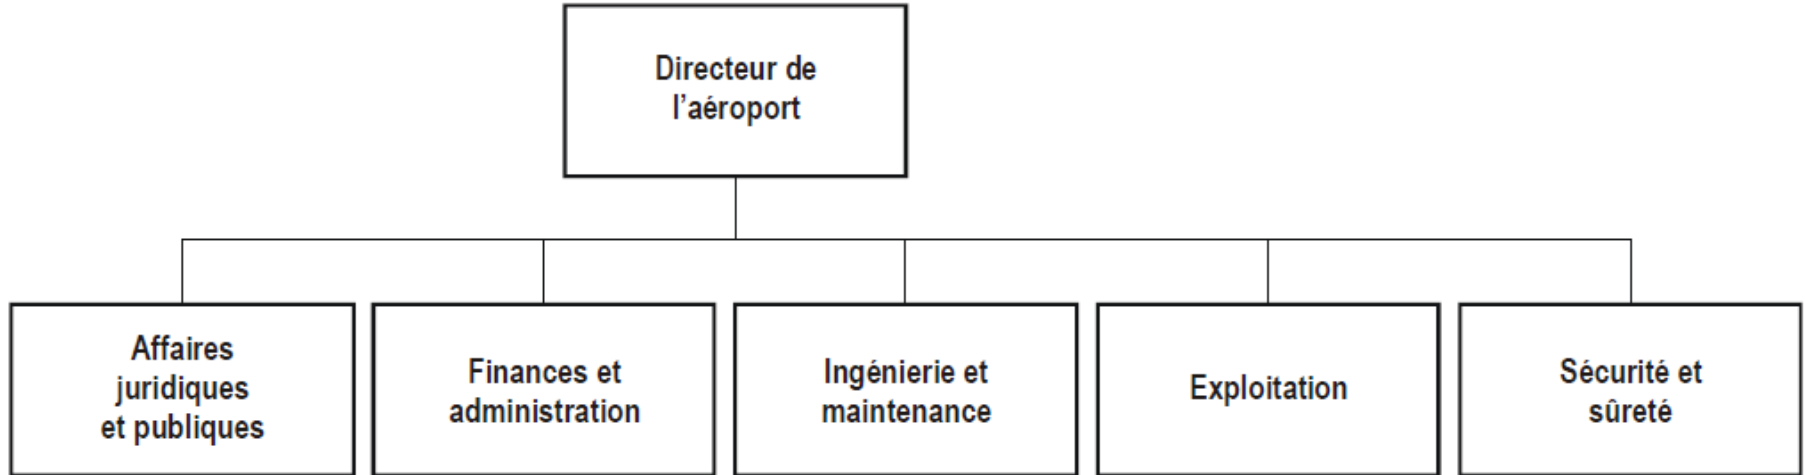 Directeur de
l’aéroport
Affaires
juridiques
et publiques
Finances et
administration
Ingénierie et
maintenance
Exploitation
Sécurité et
sûreté